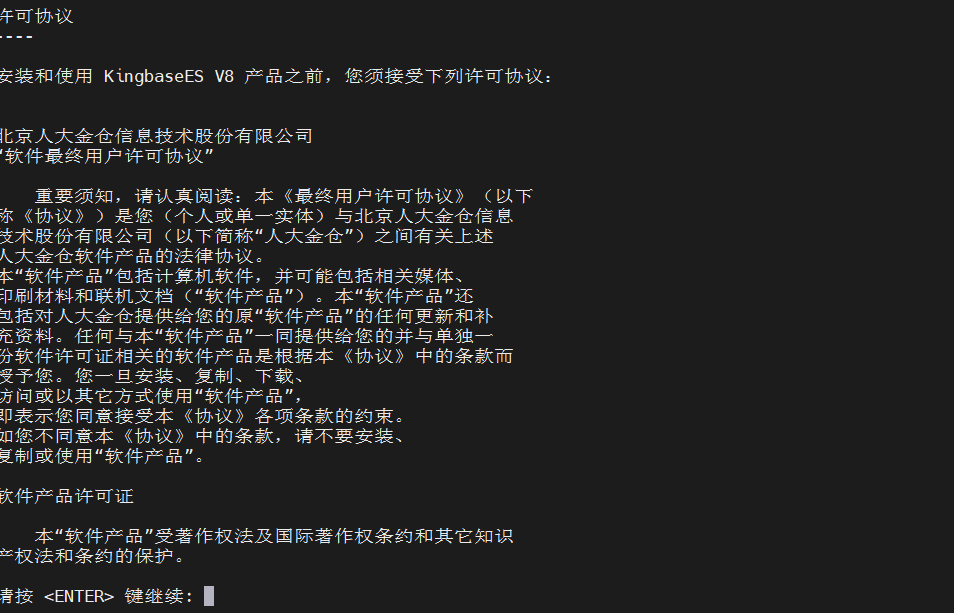 许可协议
----
安装和使用 KingbaseES V8 产品之前，您须接受下列许可协议：
北京人大金仓信息技术股份有限公司
“软件最终用户许可协议”
重要须知，请认真阅读：本《最终用户许可协议》（以下
称《协议》）是您（个人或单一实体）与北京人大金仓信息
技术股份有限公司（以下简称“人大金仓”）之间有关上述
人大金仓软件产品的法律协议。
本“软件产品”包括计算机软件，并可能包括相关媒体、
印刷材料和联机文档（“软件产品”）。本“软件产品”还
包括对人大金仓提供给您的原“软件产品”的任何更新和补
充资料。任何与本“软件产品”一同提供给您的并与单独一
份软件许可证相关的软件产品是根据本《协议》中的条款而
授予您。您一旦安装、复制、下载、
访问或以其它方式使用“软件产品”，
即表示您同意接受本《协议》各项条款的约束。
如您不同意本《协议》中的条款，请不要安装、
复制或使用“软件产品”。
软件产品许可证
本“软件产品”受著作权法及国际著作权条约和其它知识
产权法和条约的保护。
请按 <ENTER> 键继续: